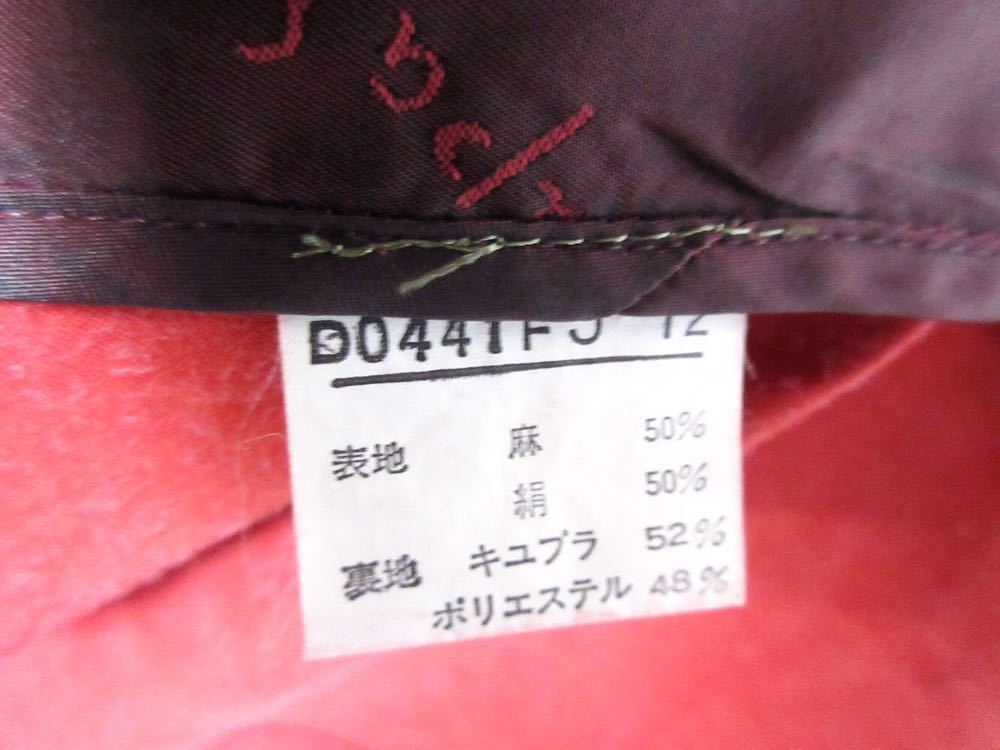 D0441FJ 12
表地 麻 50%
絹 50%
裏地 キユプラ 52%
ポリエステル 48%